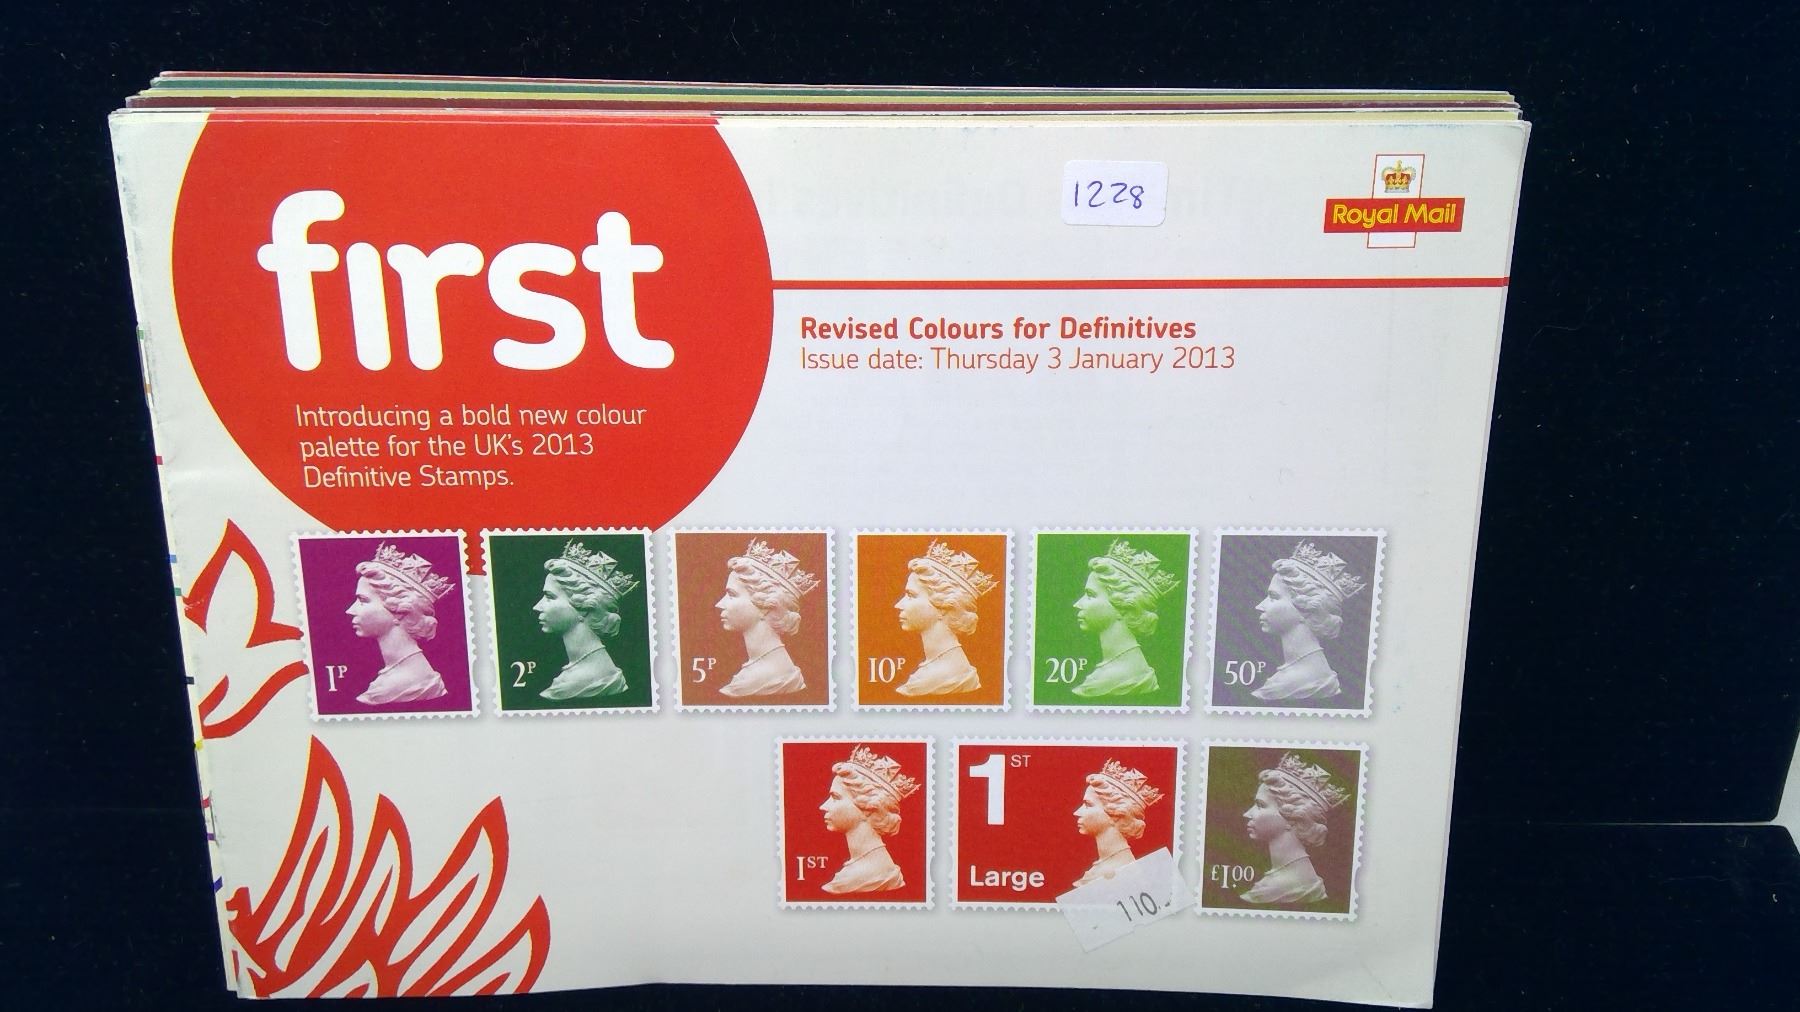 first
Introducing a bold new colour
palette for the UK's 2013
Definitive Stamps.
1228
Royal Mail
Revised Colours for Definitives
Issue date: Thursday 3 January 2013
1P
2P
5P
10P
20P
50P
1ST
1ST
Large
£1.00
110.-